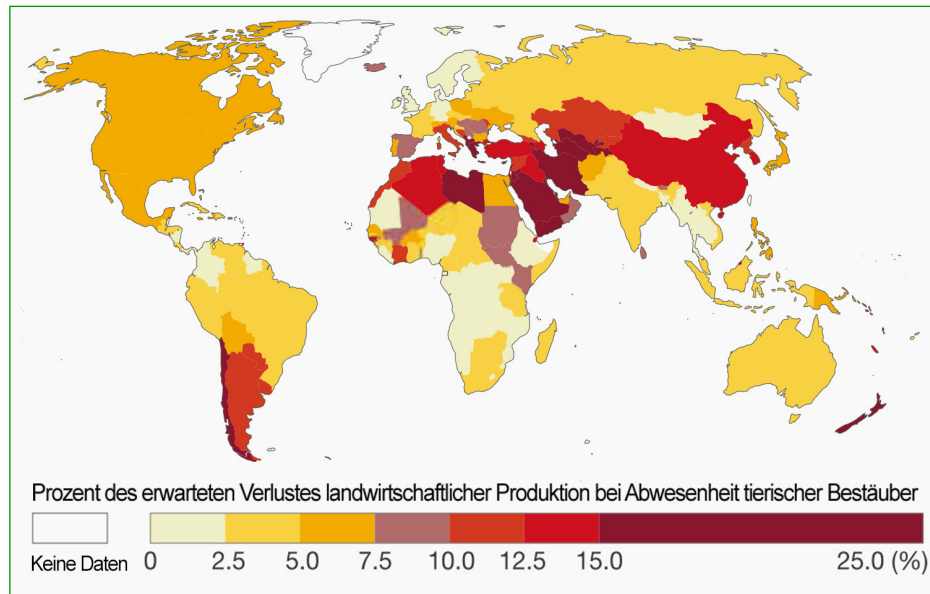 Prozent des erwarteten Verlustes landwirtschaftlicher Produktion bei Abwesenheit tierischer Bestäuber
Keine Daten 0 2.5 5.0 7.5 10.0 12.5 15.0 25.0 (%)